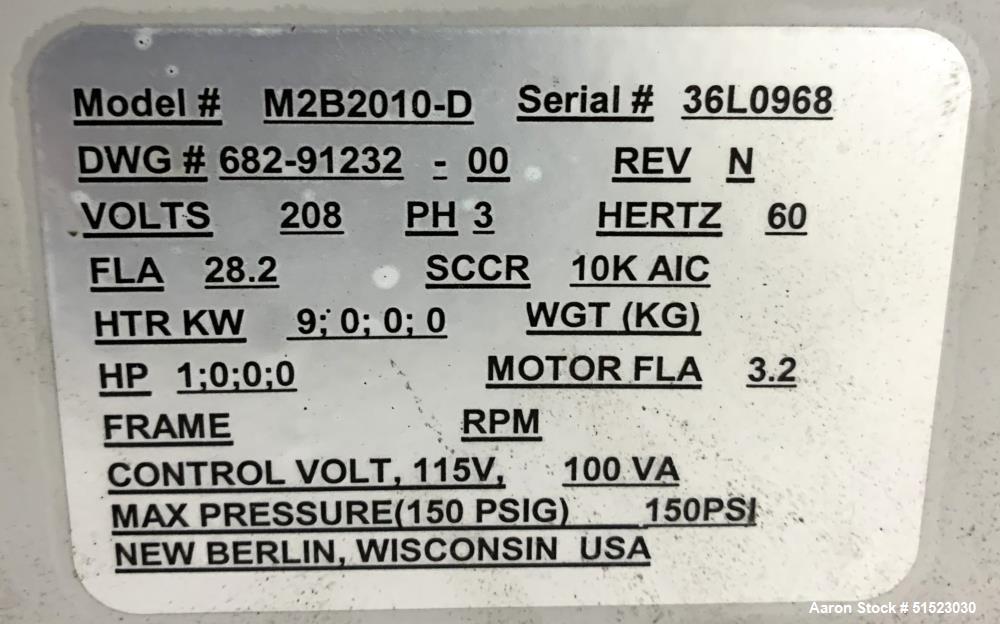 Model # M2B2010-D Serial # 36L0968
DWG # 682-91232 - 00 REV N
VOLTS 208 PH 3 HERTZ 60
FLA 28.2 SCCR 10K AIC
HTR KW 9; 0; 0; 0 WGT (KG)
HP 1;0;0;0 MOTOR FLA 3.2
FRAME RPM
CONTROL VOLT, 115V, 100 VA
MAX PRESSURE(150 PSIG) 150PSI
NEW BERLIN, WISCONSIN USA
Aaron Stock # 51523030